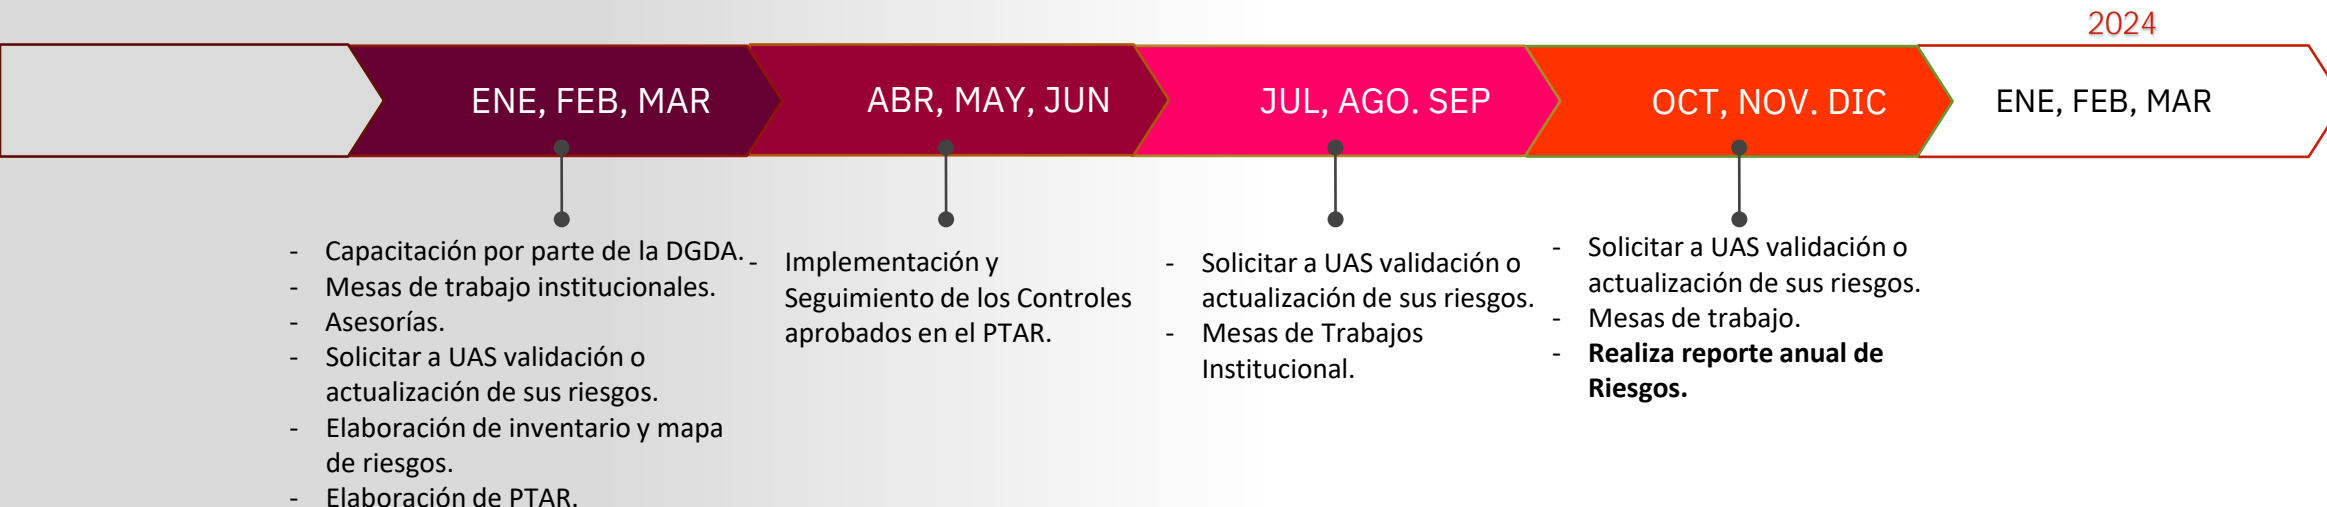 2024
ENE, FEB, MAR
ABR, MAY, JUN
JUL, AGO. SEP
OCT, NOV. DIC
ENE, FEB, MAR
- Capacitación por parte de la DGDA.
- Mesas de trabajo institucionales.
- Asesorías.
- Solicitar a UAS validación o
actualización de sus riesgos.
- Elaboración de inventario y mapa
de riesgos.
- Elaboración de PTAR.
- Implementación y
Seguimiento de los Controles
aprobados en el PTAR.
- Solicitar a UAS validación o
actualización de sus riesgos.
- Mesas de Trabajos
Institucional.
- Solicitar a UAS validación o
actualización de sus riesgos.
- Mesas de trabajo.
- Realiza reporte anual de
Riesgos.